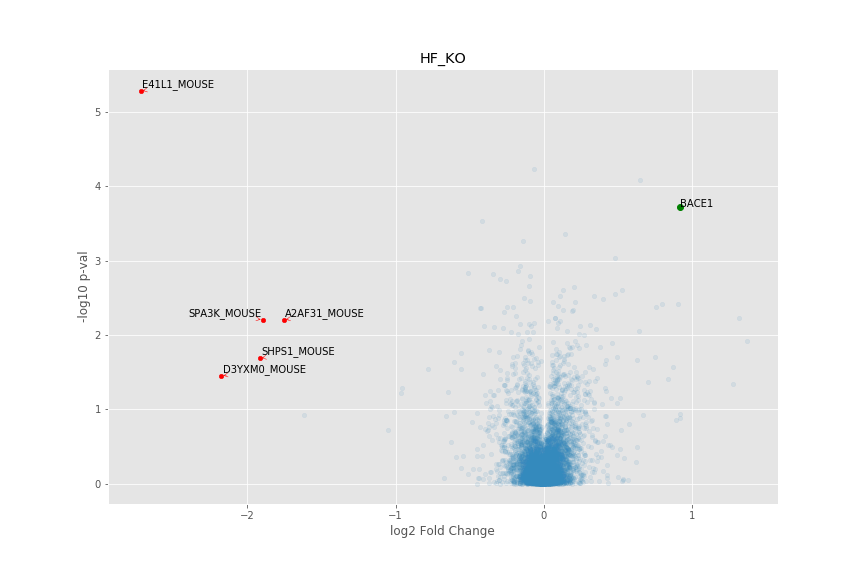 HF_KO
E41L1_MOUSE
BACE1
SPA3K_MOUSE
A2AF31_MOUSE
SHPS1_MOUSE
D3YXM0_MOUSE
5
4
3
2
1
0
-log10 p-val
−2
−1
0
1
log2 Fold Change